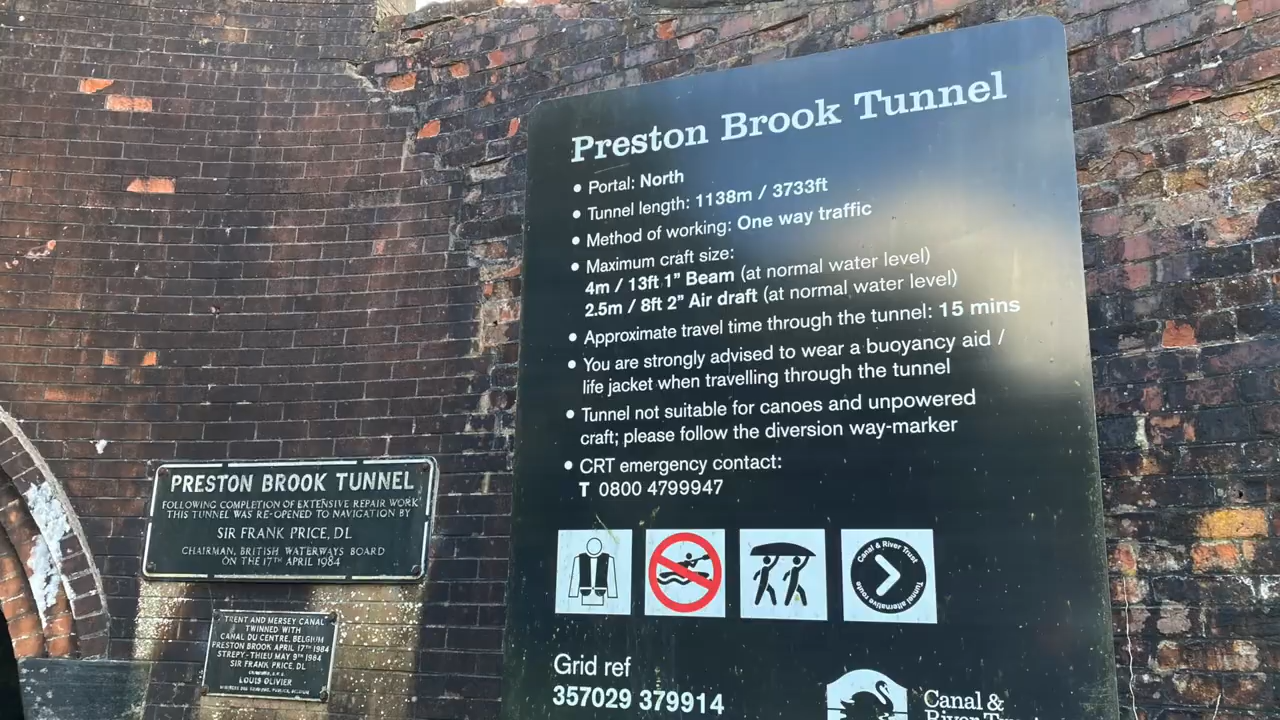 Preston Brook Tunnel
• Portal: North
• Tunnel length: 1138m / 3733ft
• Method of working: One way traffic
• Maximum craft size:
4m / 13ft 1” Beam (at normal water level)
2.5m / 8ft 2” Air draft (at normal water level)
• Approximate travel time through the tunnel: 15 mins
• You are strongly advised to wear a buoyancy aid /
life jacket when travelling through the tunnel
• Tunnel not suitable for canoes and unpowered
craft; please follow the diversion way-marker
• CRT emergency contact:
T 0800 4799947
Canal & River Trust
Tunnel alternative route
Grid ref
357029 379914
Canal &
River
PRESTON BROOK TUNNEL
FOLLOWING COMPLETION OF EXTENSIVE REPAIR WORK
THIS TUNNEL WAS RE-OPENED TO NAVIGATION BY
SIR FRANK PRICE, DL
CHAIRMAN, BRITISH WATERWAYS BOARD
ON THE 17TH APRIL 1984
TRENT AND MERSEY CANAL
TWINNED WITH
CANAL DU CENTRE, BELGIUM
PRESTON BROOK APRIL 17TH 1984
STREPY-THIEU MAY 9TH 1984
SIR FRANK PRICE, DL
LOUIS OLIVIER